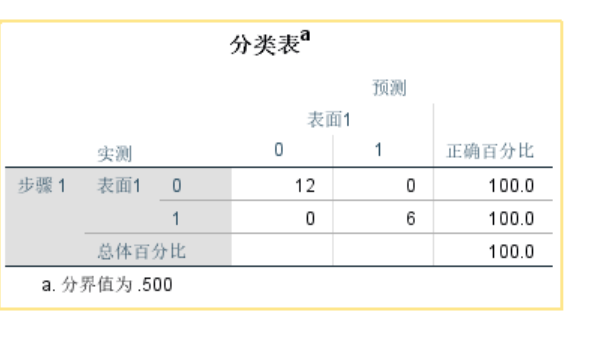 分类表a
预测
表面1
实测 0 1 正确百分比
步骤 1 表面1 0 12 0 100.0
1 0 6 100.0
总体百分比 100.0
a. 分界值为 .500